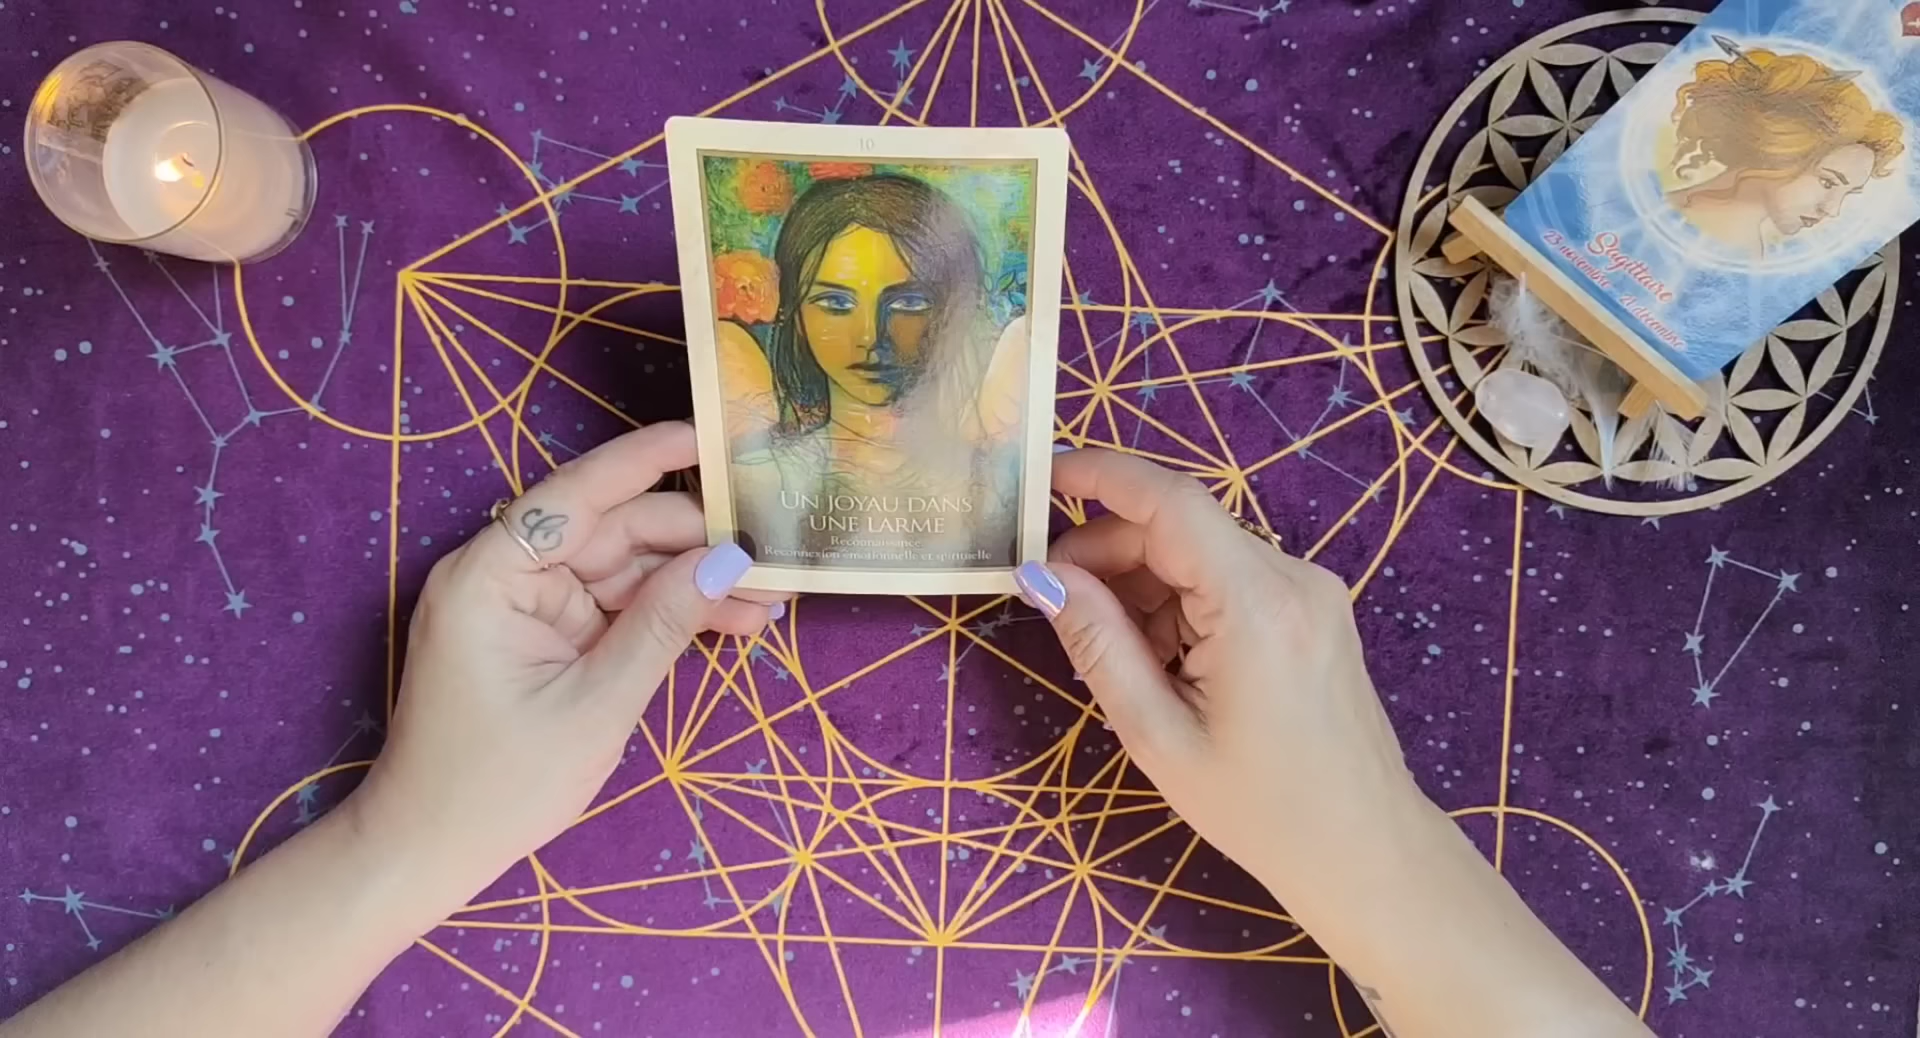 10
UN JOYAU DANS
UNE LARME
Reconnaissance.
Reconnexion émotionnelle et spirituelle
Sagittaire
23 novembre - 21 décembre